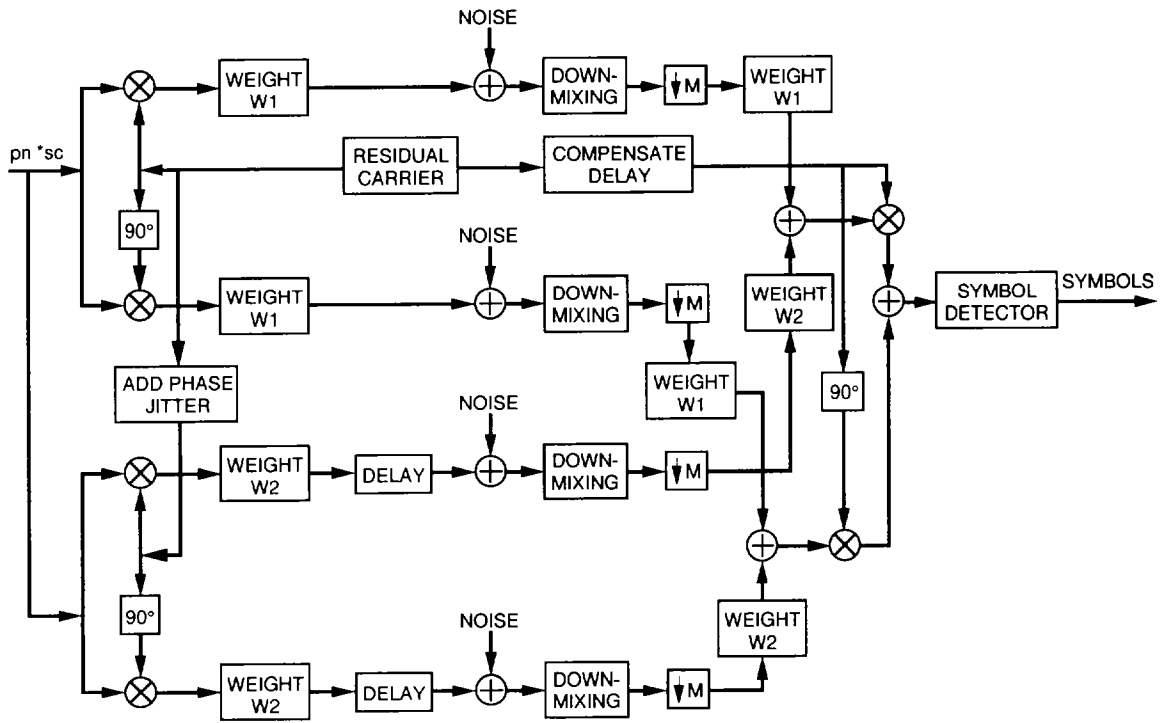 NOISE
WEIGHT
W1
DOWN-
MIXING
↓M
WEIGHT
W1
pn *sc
RESIDUAL
CARRIER
COMPENSATE
DELAY
90°
NOISE
WEIGHT
W1
DOWN-
MIXING
↓M
WEIGHT
W2
SYMBOL
DETECTOR
SYMBOLS
ADD PHASE
JITTER
WEIGHT
W1
90°
NOISE
WEIGHT
W2
DELAY
DOWN-
MIXING
↓M
90°
NOISE
WEIGHT
W2
WEIGHT
W2
DELAY
DOWN-
MIXING
↓M